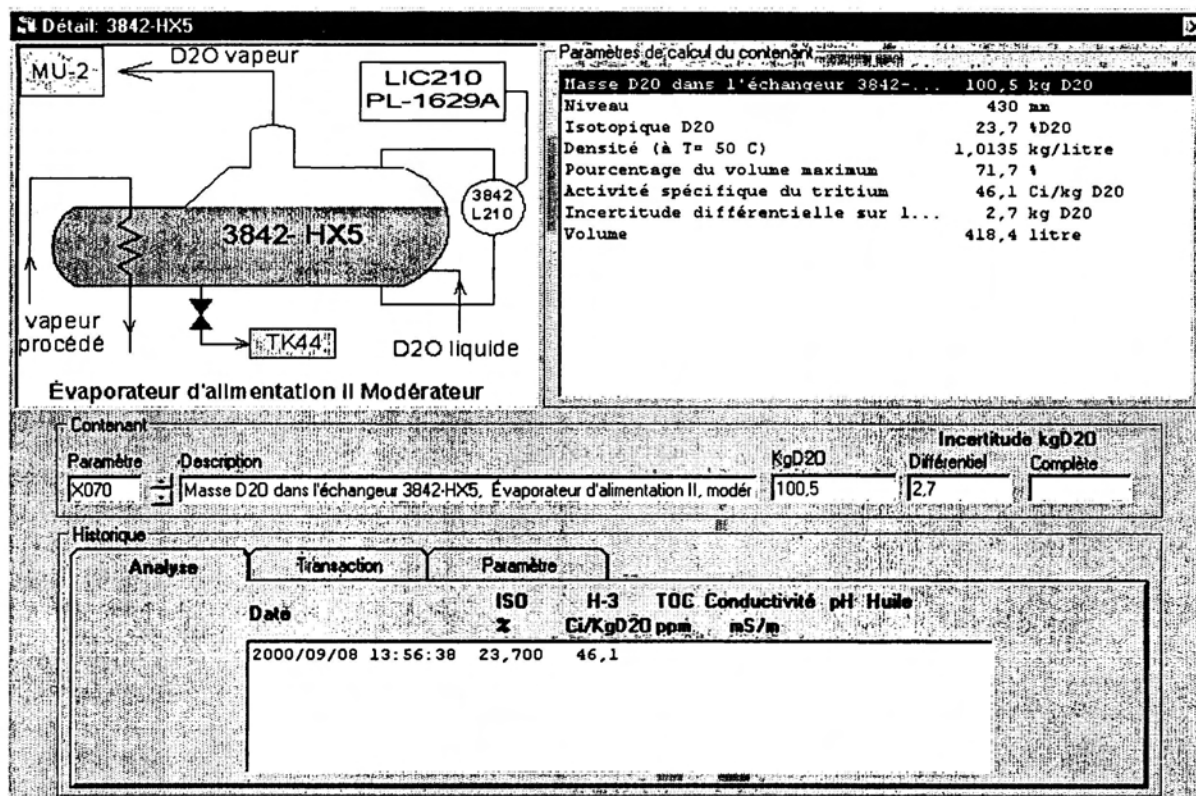 Détail: 3842-HX5
MU-2
D2O vapeur
LIC210
PL-1629A
3842
L210
3842- HX5
vapeur
procédé
TK44
D2O liquide
Évaporateur d'alimentation II Modérateur
Paramètres de calcul du contenant
Masse D2O dans l'échangeur 3842-... 100,5 kg D2O
Niveau 430 mm
Isotopique D2O 23,7 %D2O
Densité (à T= 50 C) 1,0135 kg/litre
Pourcentage du volume maximum 71,7 %
Activité spécifique du tritium 46,1 Ci/kg D2O
Incertitude différentielle sur l... 2,7 kg D2O
Volume 418,4 litre
Contenant
Incertitude kgD2O
Paramètre Description KgD2O Différentiel Complète
X070 Masse D2O dans l'échangeur 3842-HX5, Évaporateur d'alimentation II, modér 100,5 2,7
Historique
Analyse Transaction Paramètre
Date ISO H-3 TOC Conductivité pH Huile
% Ci/KgD2O ppm mS/m
2000/09/08 13:56:38 23,700 46,1